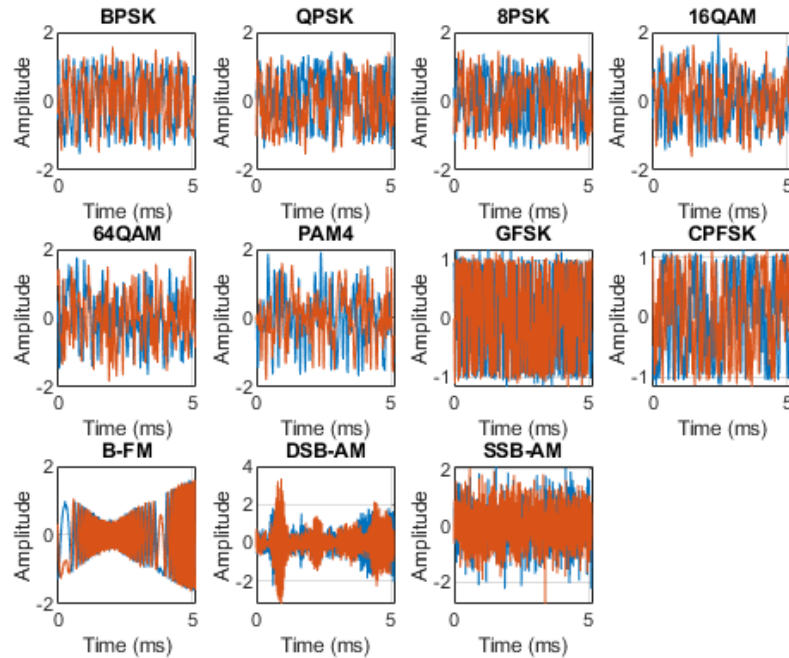 BPSK
2
0
-2
Amplitude
0 5
Time (ms)
QPSK
2
0
-2
Amplitude
0 5
Time (ms)
8PSK
2
0
-2
Amplitude
0 5
Time (ms)
16QAM
2
0
-2
Amplitude
0 5
Time (ms)
64QAM
2
0
-2
Amplitude
0 5
Time (ms)
PAM4
2
0
-2
Amplitude
0 5
Time (ms)
GFSK
1
0
-1
Amplitude
0 5
Time (ms)
CPFSK
1
0
-1
Amplitude
0 5
Time (ms)
B-FM
2
0
-2
Amplitude
0 5
Time (ms)
DSB-AM
4
2
0
-2
Amplitude
0 5
Time (ms)
SSB-AM
2
0
-2
Amplitude
0 5
Time (ms)